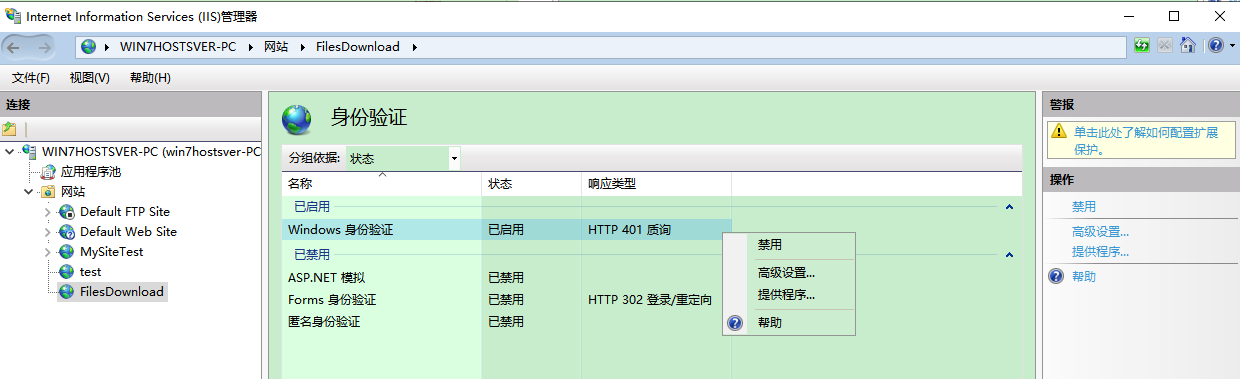 Internet Information Services (IIS)管理器
WIN7HOSTSVER-PC 网站 FilesDownload
文件(F) 视图(V) 帮助(H)
连接
WIN7HOSTSVER-PC (win7hostsver-PC
应用程序池
网站
Default FTP Site
Default Web Site
MySiteTest
test
FilesDownload
身份验证
分组依据: 状态
名称 状态 响应类型
已启用
Windows 身份验证 已启用 HTTP 401 质询
已禁用
ASP.NET 模拟 已禁用
Forms 身份验证 已禁用 HTTP 302 登录/重定向
匿名身份验证 已禁用
禁用
高级设置...
提供程序...
帮助
警报
单击此处了解如何配置扩展
保护。
操作
禁用
高级设置...
提供程序...
帮助